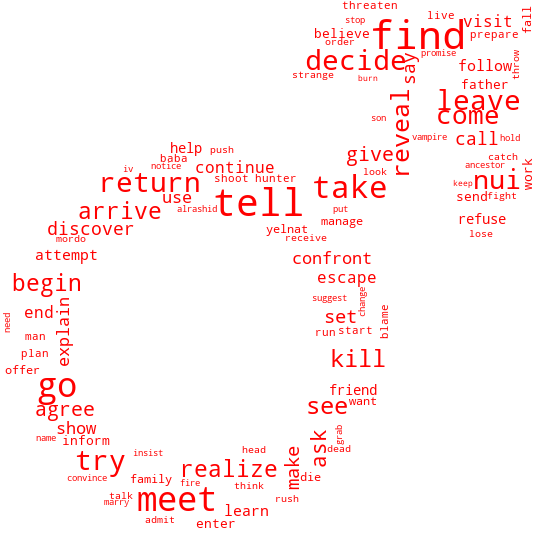 threaten
live
fall
stop
visit
find
believe
prepare
order
promise
decide
say
throw
follow
strange
burn
father
leave
reveal
come
son
vampire
call
hold
help
push
give
catch
baba
notice
iv
continue
ancestor
work
look
shoot
hunter
return
take
nui
keep
use
tell
send
fight
arrive
alrashid
put
manage
refuse
discover
yelnat
lose
mordo
receive
attempt
confront
escape
begin
suggest
change
end
need
explain
set
blame
man
run
start
plan
kill
offer
go
friend
want
agree
see
show
name
inform
grab
ask
head
dead
insist
try
realize
make
convince
family
fire
think
die
talk
meet
rush
marry
learn
admit
enter